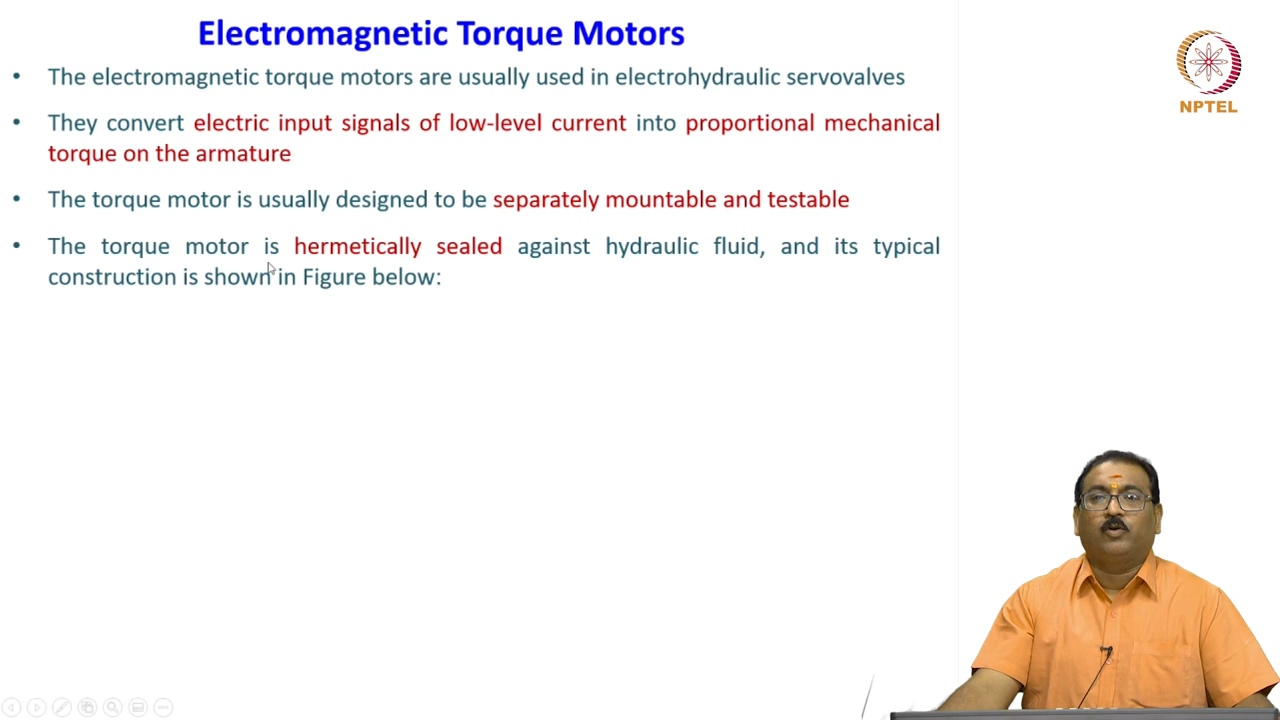 Electromagnetic Torque Motors
• The electromagnetic torque motors are usually used in electrohydraulic servovalves
• They convert electric input signals of low-level current into proportional mechanical
torque on the armature
• The torque motor is usually designed to be separately mountable and testable
• The torque motor is hermetically sealed against hydraulic fluid, and its typical
construction is shown in Figure below:
NPTEL